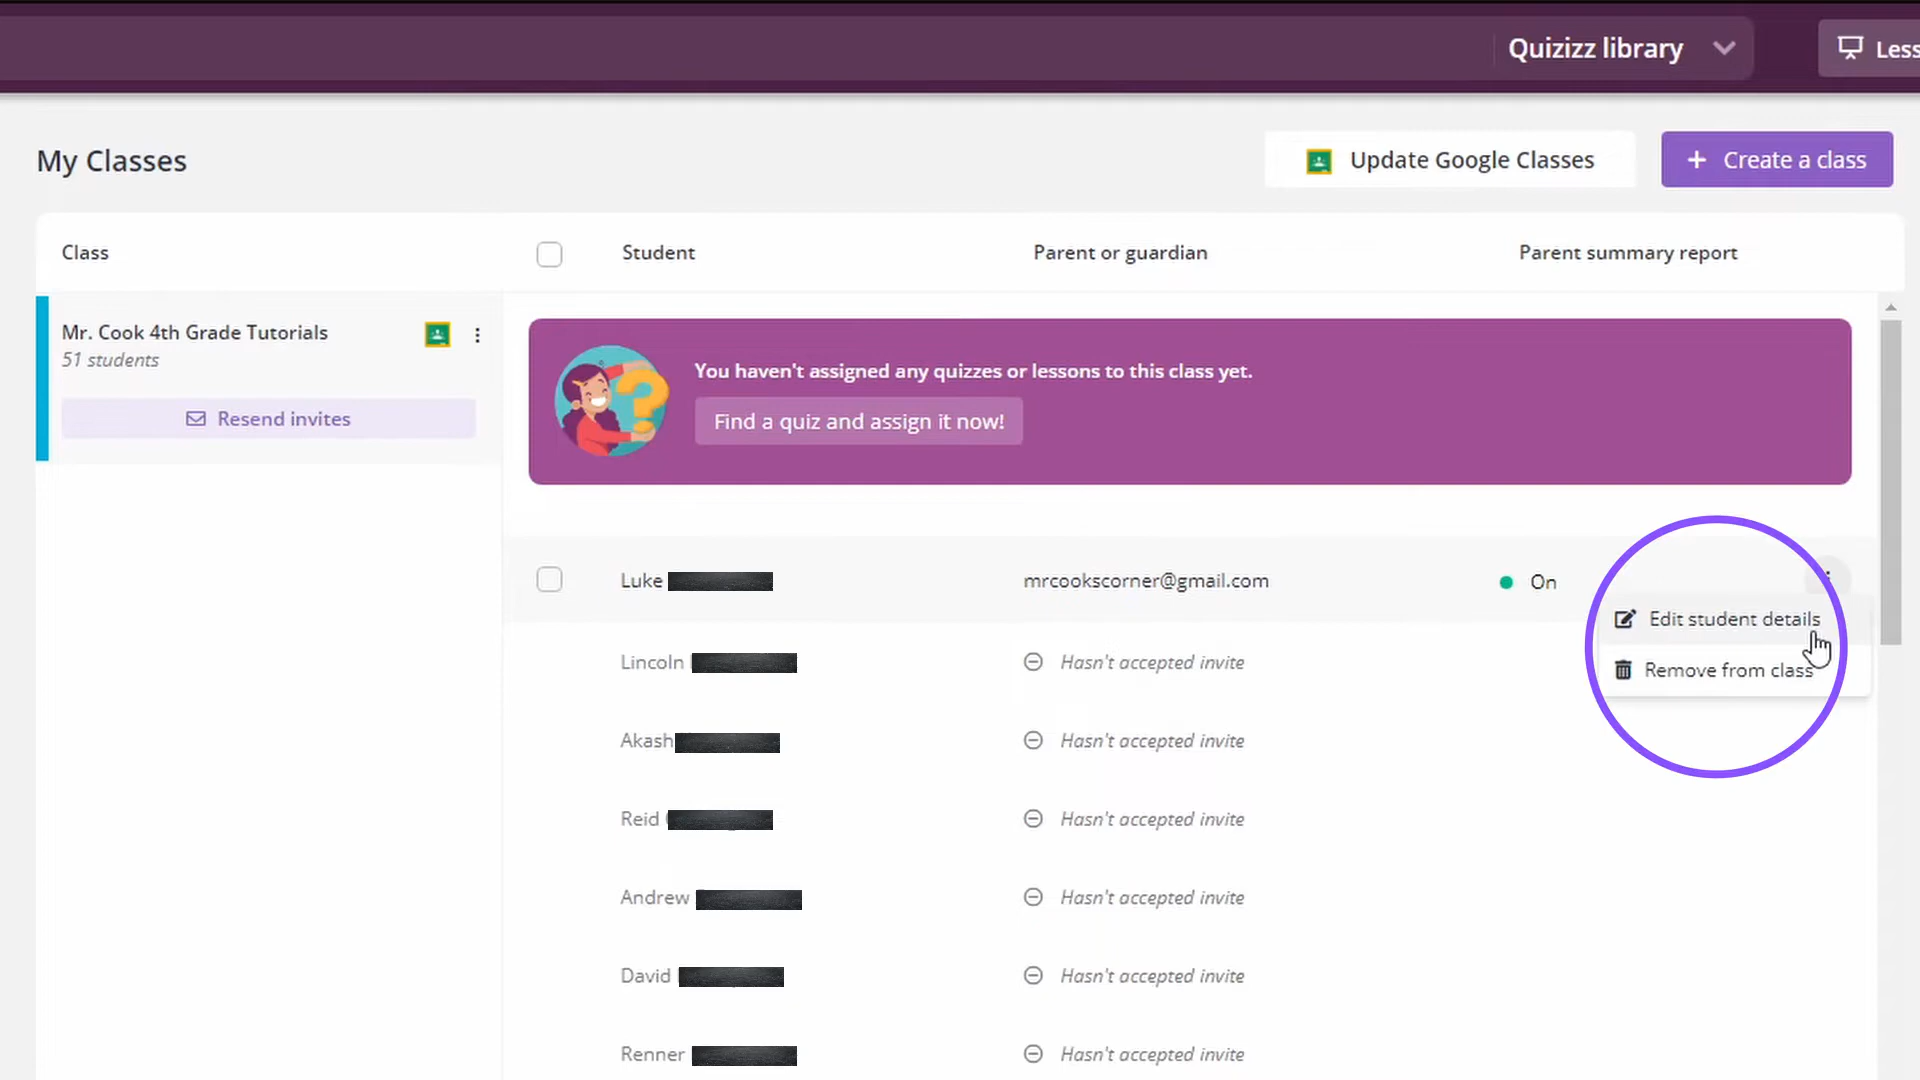 Quizizz library
Less
My Classes
Update Google Classes
+ Create a class
Class
Student
Parent or guardian
Parent summary report
Mr. Cook 4th Grade Tutorials
51 students
Resend invites
You haven't assigned any quizzes or lessons to this class yet.
Find a quiz and assign it now!
Luke
mrcookscorner@gmail.com
On
Edit student details
Remove from class
Lincoln
Hasn't accepted invite
Akash
Hasn't accepted invite
Reid
Hasn't accepted invite
Andrew
Hasn't accepted invite
David
Hasn't accepted invite
Renner
Hasn't accepted invite